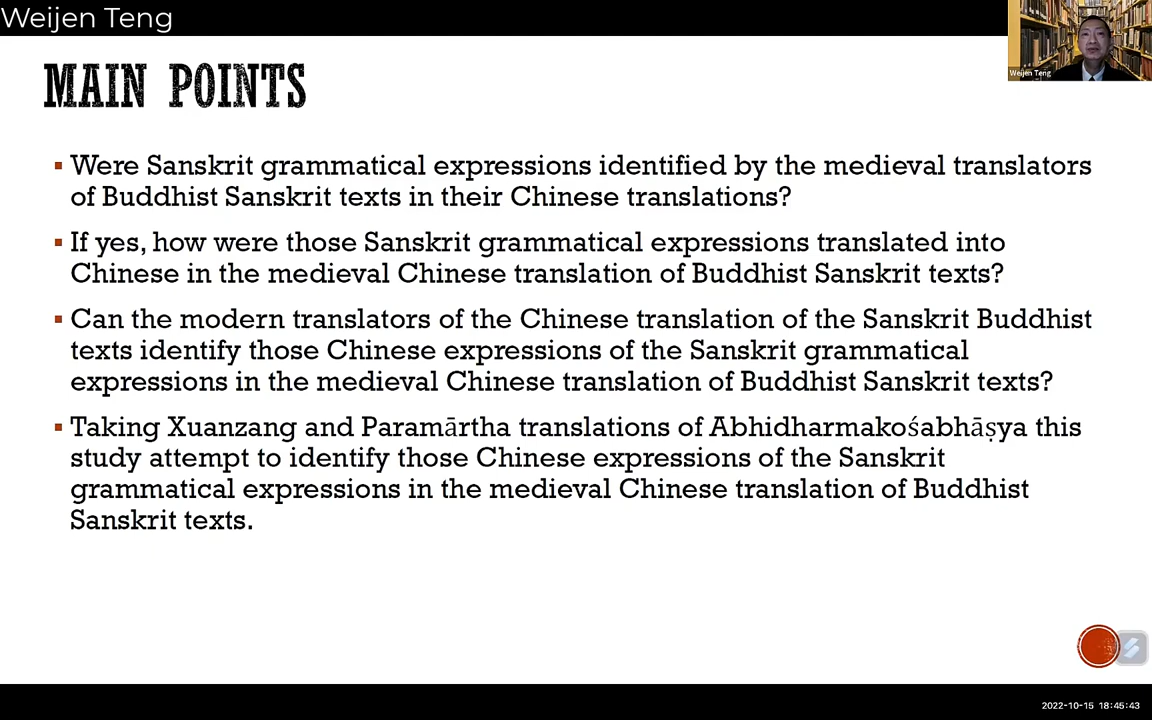 Weijen Teng
Weijen Teng
MAIN POINTS
▪ Were Sanskrit grammatical expressions identified by the medieval translators
of Buddhist Sanskrit texts in their Chinese translations?
▪ If yes, how were those Sanskrit grammatical expressions translated into
Chinese in the medieval Chinese translation of Buddhist Sanskrit texts?
▪ Can the modern translators of the Chinese translation of the Sanskrit Buddhist
texts identify those Chinese expressions of the Sanskrit grammatical
expressions in the medieval Chinese translation of Buddhist Sanskrit texts?
▪ Taking Xuanzang and Paramārtha translations of Abhidharmakośabhāṣya this
study attempt to identify those Chinese expressions of the Sanskrit
grammatical expressions in the medieval Chinese translation of Buddhist
Sanskrit texts.
2022-10-15 18:45:43